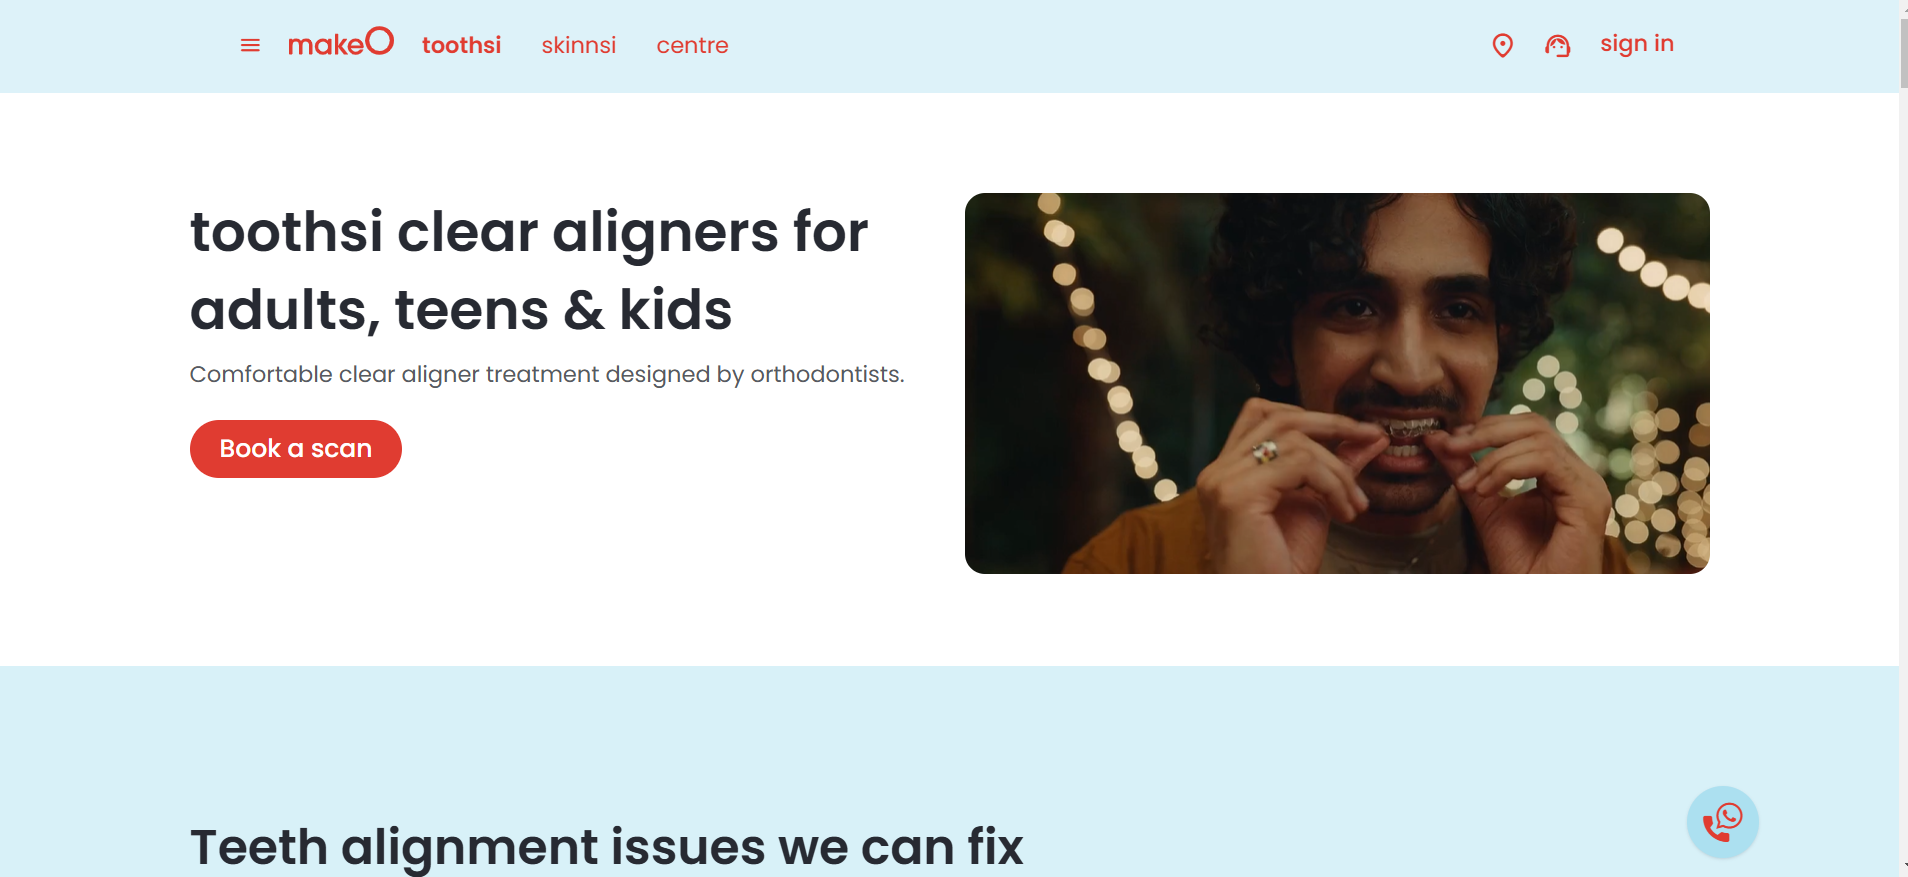 makeO toothsi skinnsi centre sign in
toothsi clear aligners for
adults, teens & kids
Comfortable clear aligner treatment designed by orthodontists.
Book a scan
Teeth alignment issues we can fix